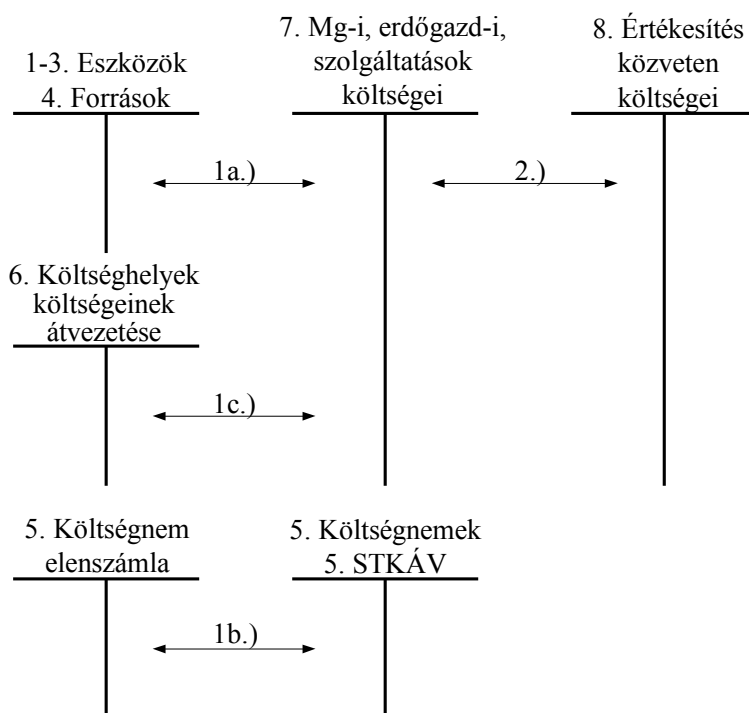 1-3. Eszközök
4. Források
7. Mg-i, erdőgazd-i,
szolgáltatások
költségei
8. Értékesítés
közveten
költségei
1a.)
2.)
6. Költséghelyek
költségeinek
átvezetése
1c.)
5. Költségnem
elenszámla
5. Költségnemek
5. STKÁV
1b.)